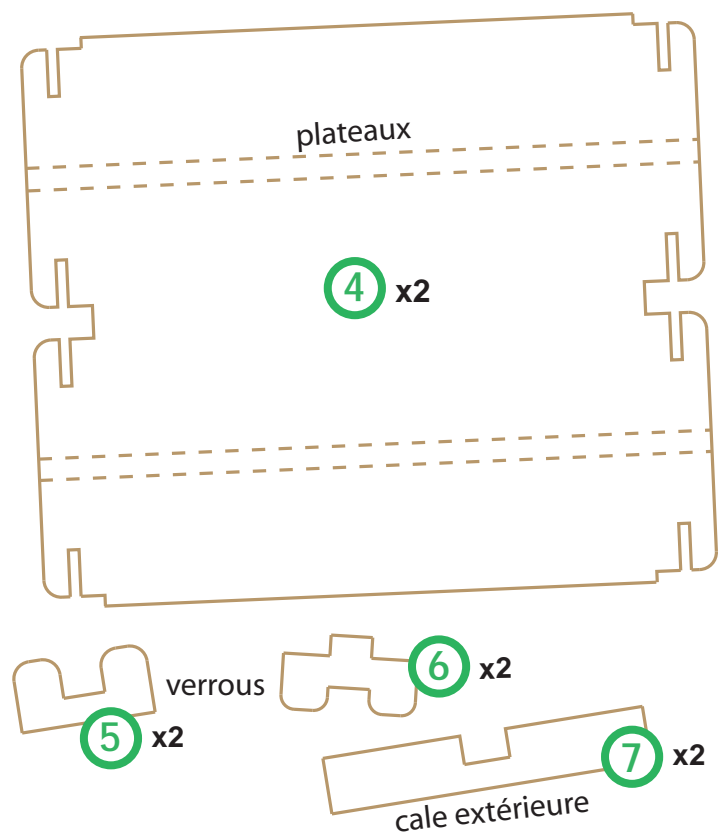 plateaux
4 x2
verrous
6 x2
5 x2
7 x2
cale extérieure